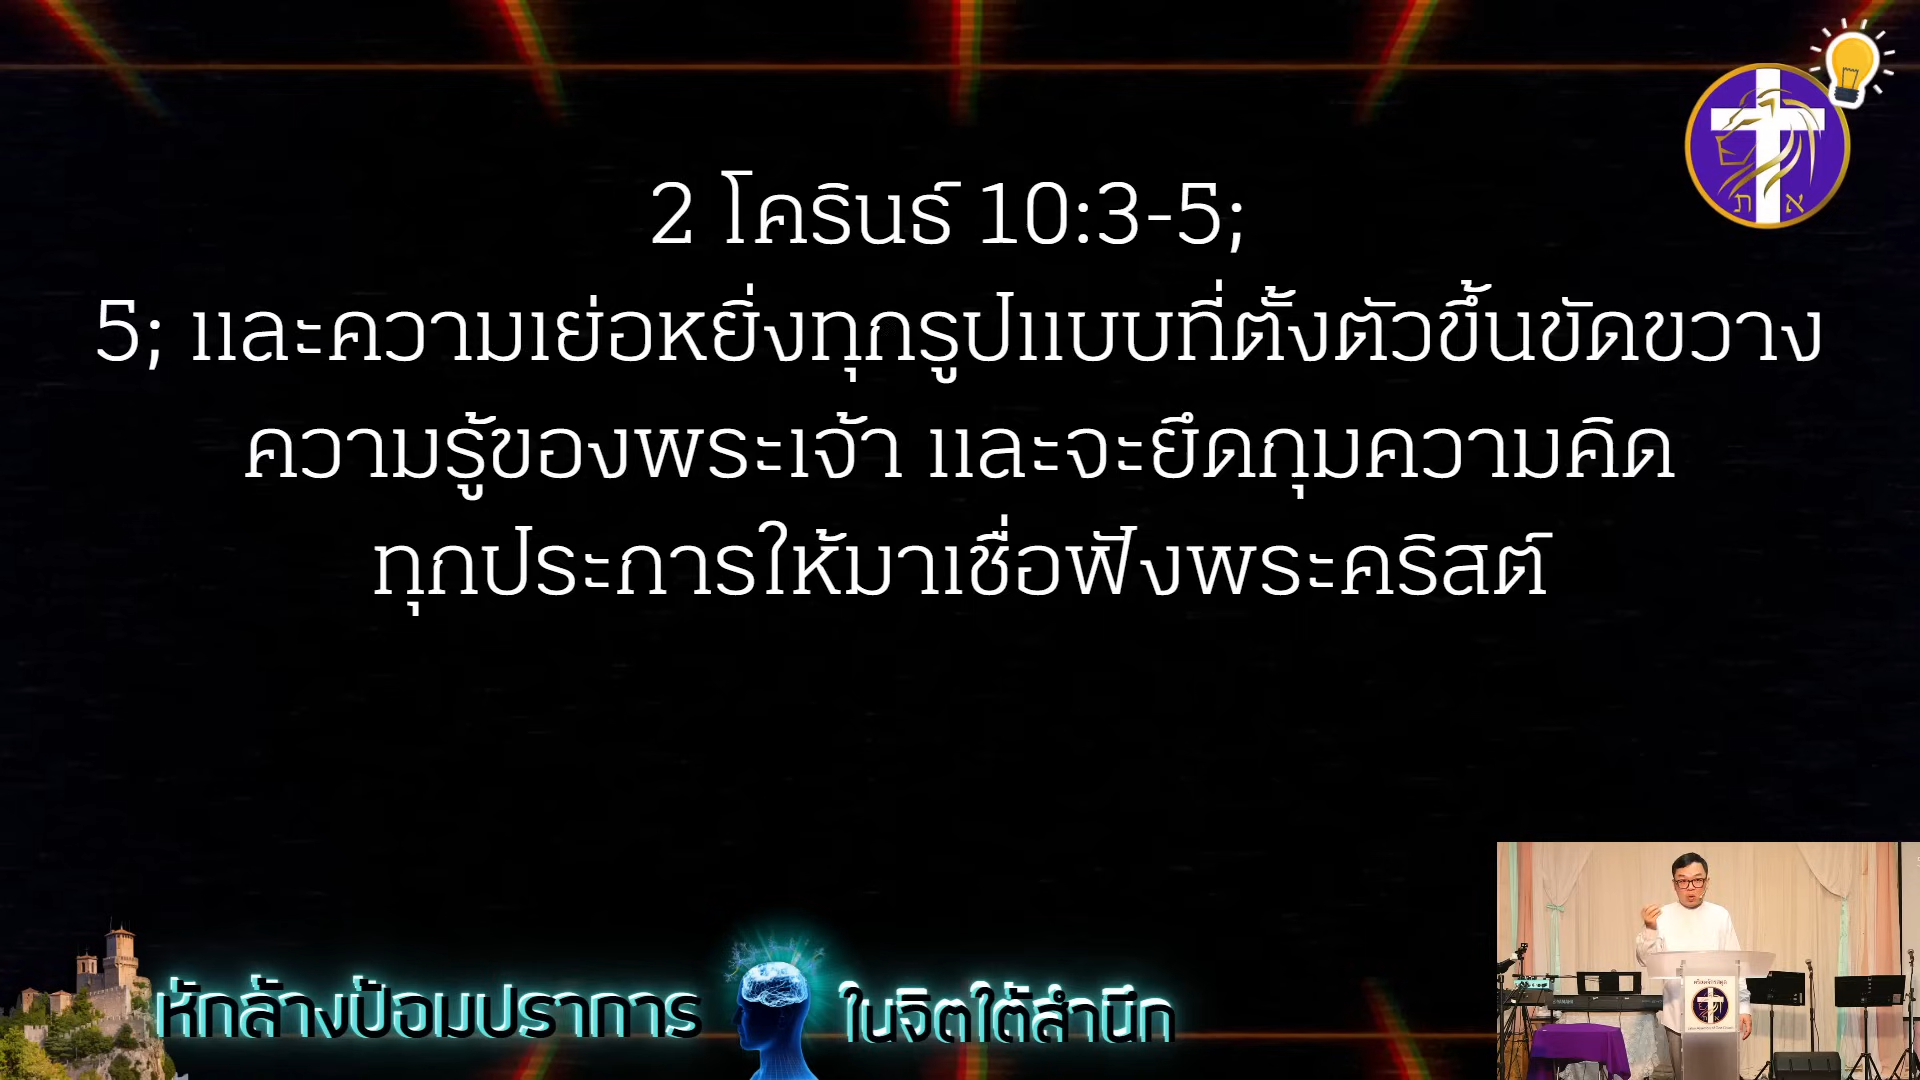 2 โครินธ์ 10:3-5;
5; และความเย่อหยิ่งทุกรูปแบบที่ตั้งตัวขึ้นขัดขวาง
ความรู้ของพระเจ้า และจะยึดกุมความคิด
ทุกประการให้มาเชื่อฟังพระคริสต์
ת א
หักล้างป้อมปราการ ในจิตใต้สำนึก
YAMAHA